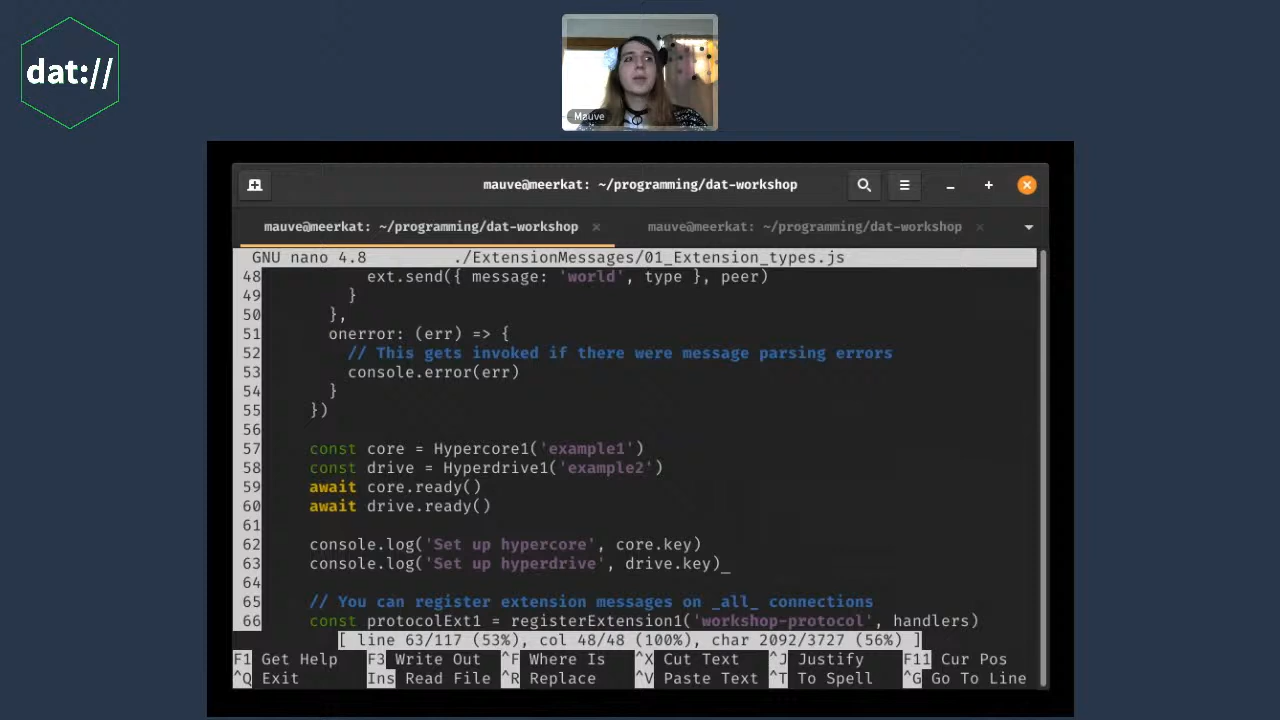 dat://
Mauve
mauve@meerkat: ~/programming/dat-workshop
mauve@meerkat: ~/programming/dat-workshop × mauve@meerkat: ~/programming/dat-workshop ×
GNU nano 4.8 ./ExtensionMessages/01_Extension_types.js
48 ext.send({ message: 'world', type }, peer)
49 }
50 },
51 onerror: (err) => {
52 // This gets invoked if there were message parsing errors
53 console.error(err)
54 }
55 })
56
57 const core = Hypercore1('example1')
58 const drive = Hyperdrive1('example2')
59 await core.ready()
60 await drive.ready()
61
62 console.log('Set up hypercore', core.key)
63 console.log('Set up hyperdrive', drive.key)_
64
65 // You can register extension messages on _all_ connections
66 const protocolExt1 = registerExtension1('workshop-protocol', handlers)
[ line 63/117 (53%), col 48/48 (100%), char 2092/3727 (56%) ]
F1 Get Help F3 Write Out ^F Where Is ^X Cut Text ^J Justify F11 Cur Pos
^Q Exit Ins Read File ^R Replace ^V Paste Text ^T To Spell ^G Go To Line